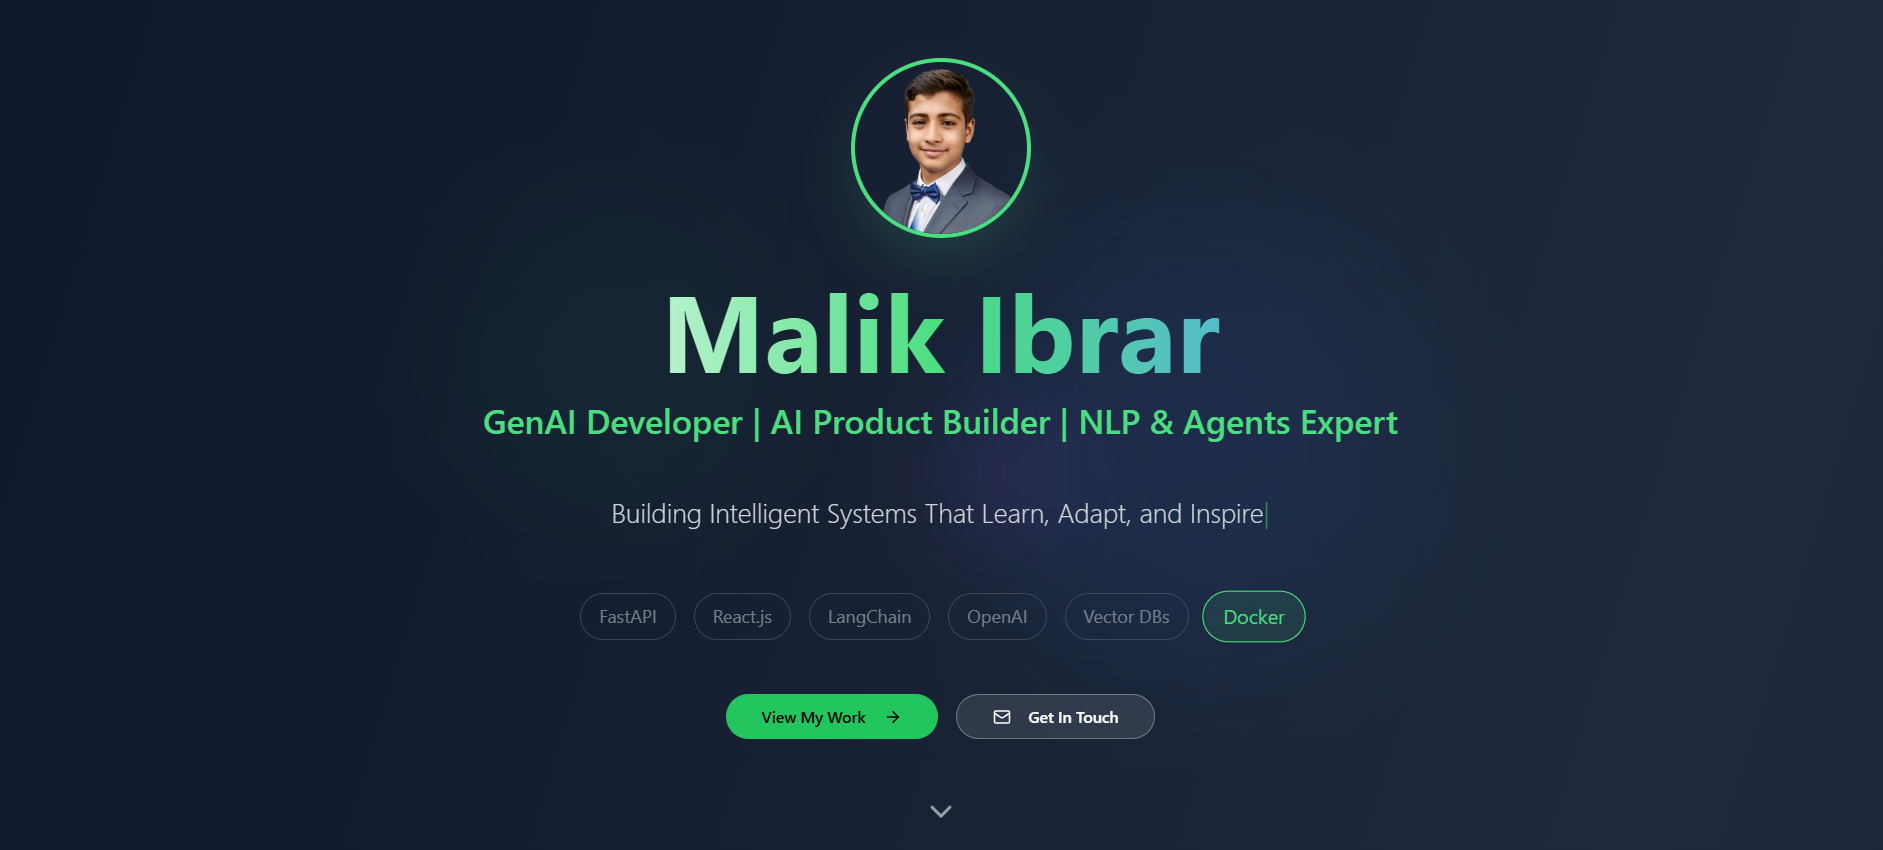 Malik Ibrar
GenAI Developer | AI Product Builder | NLP & Agents Expert
Building Intelligent Systems That Learn, Adapt, and Inspire
FastAPI React.js LangChain OpenAI Vector DBs Docker
View My Work → Get In Touch